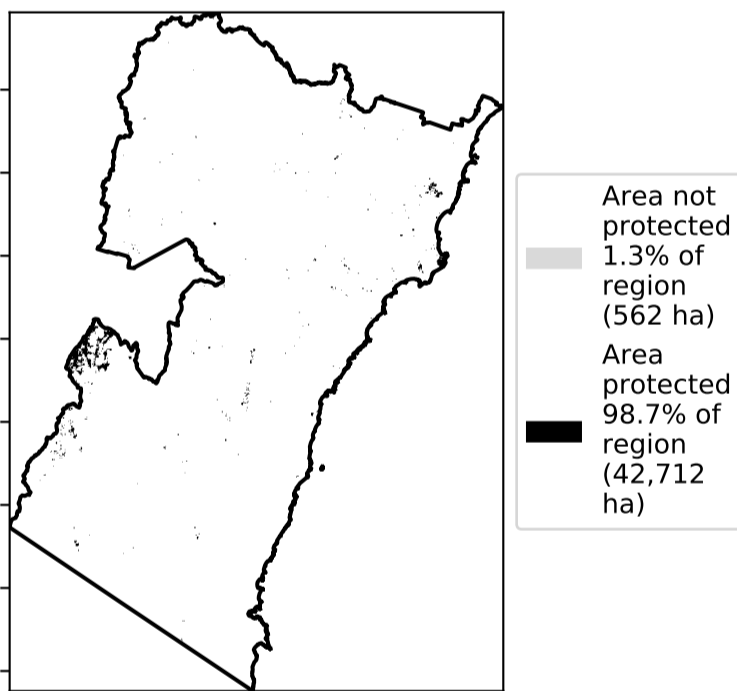 Area not
protected
1.3% of
region
(562 ha)
Area
protected
98.7% of
region
(42,712
ha)